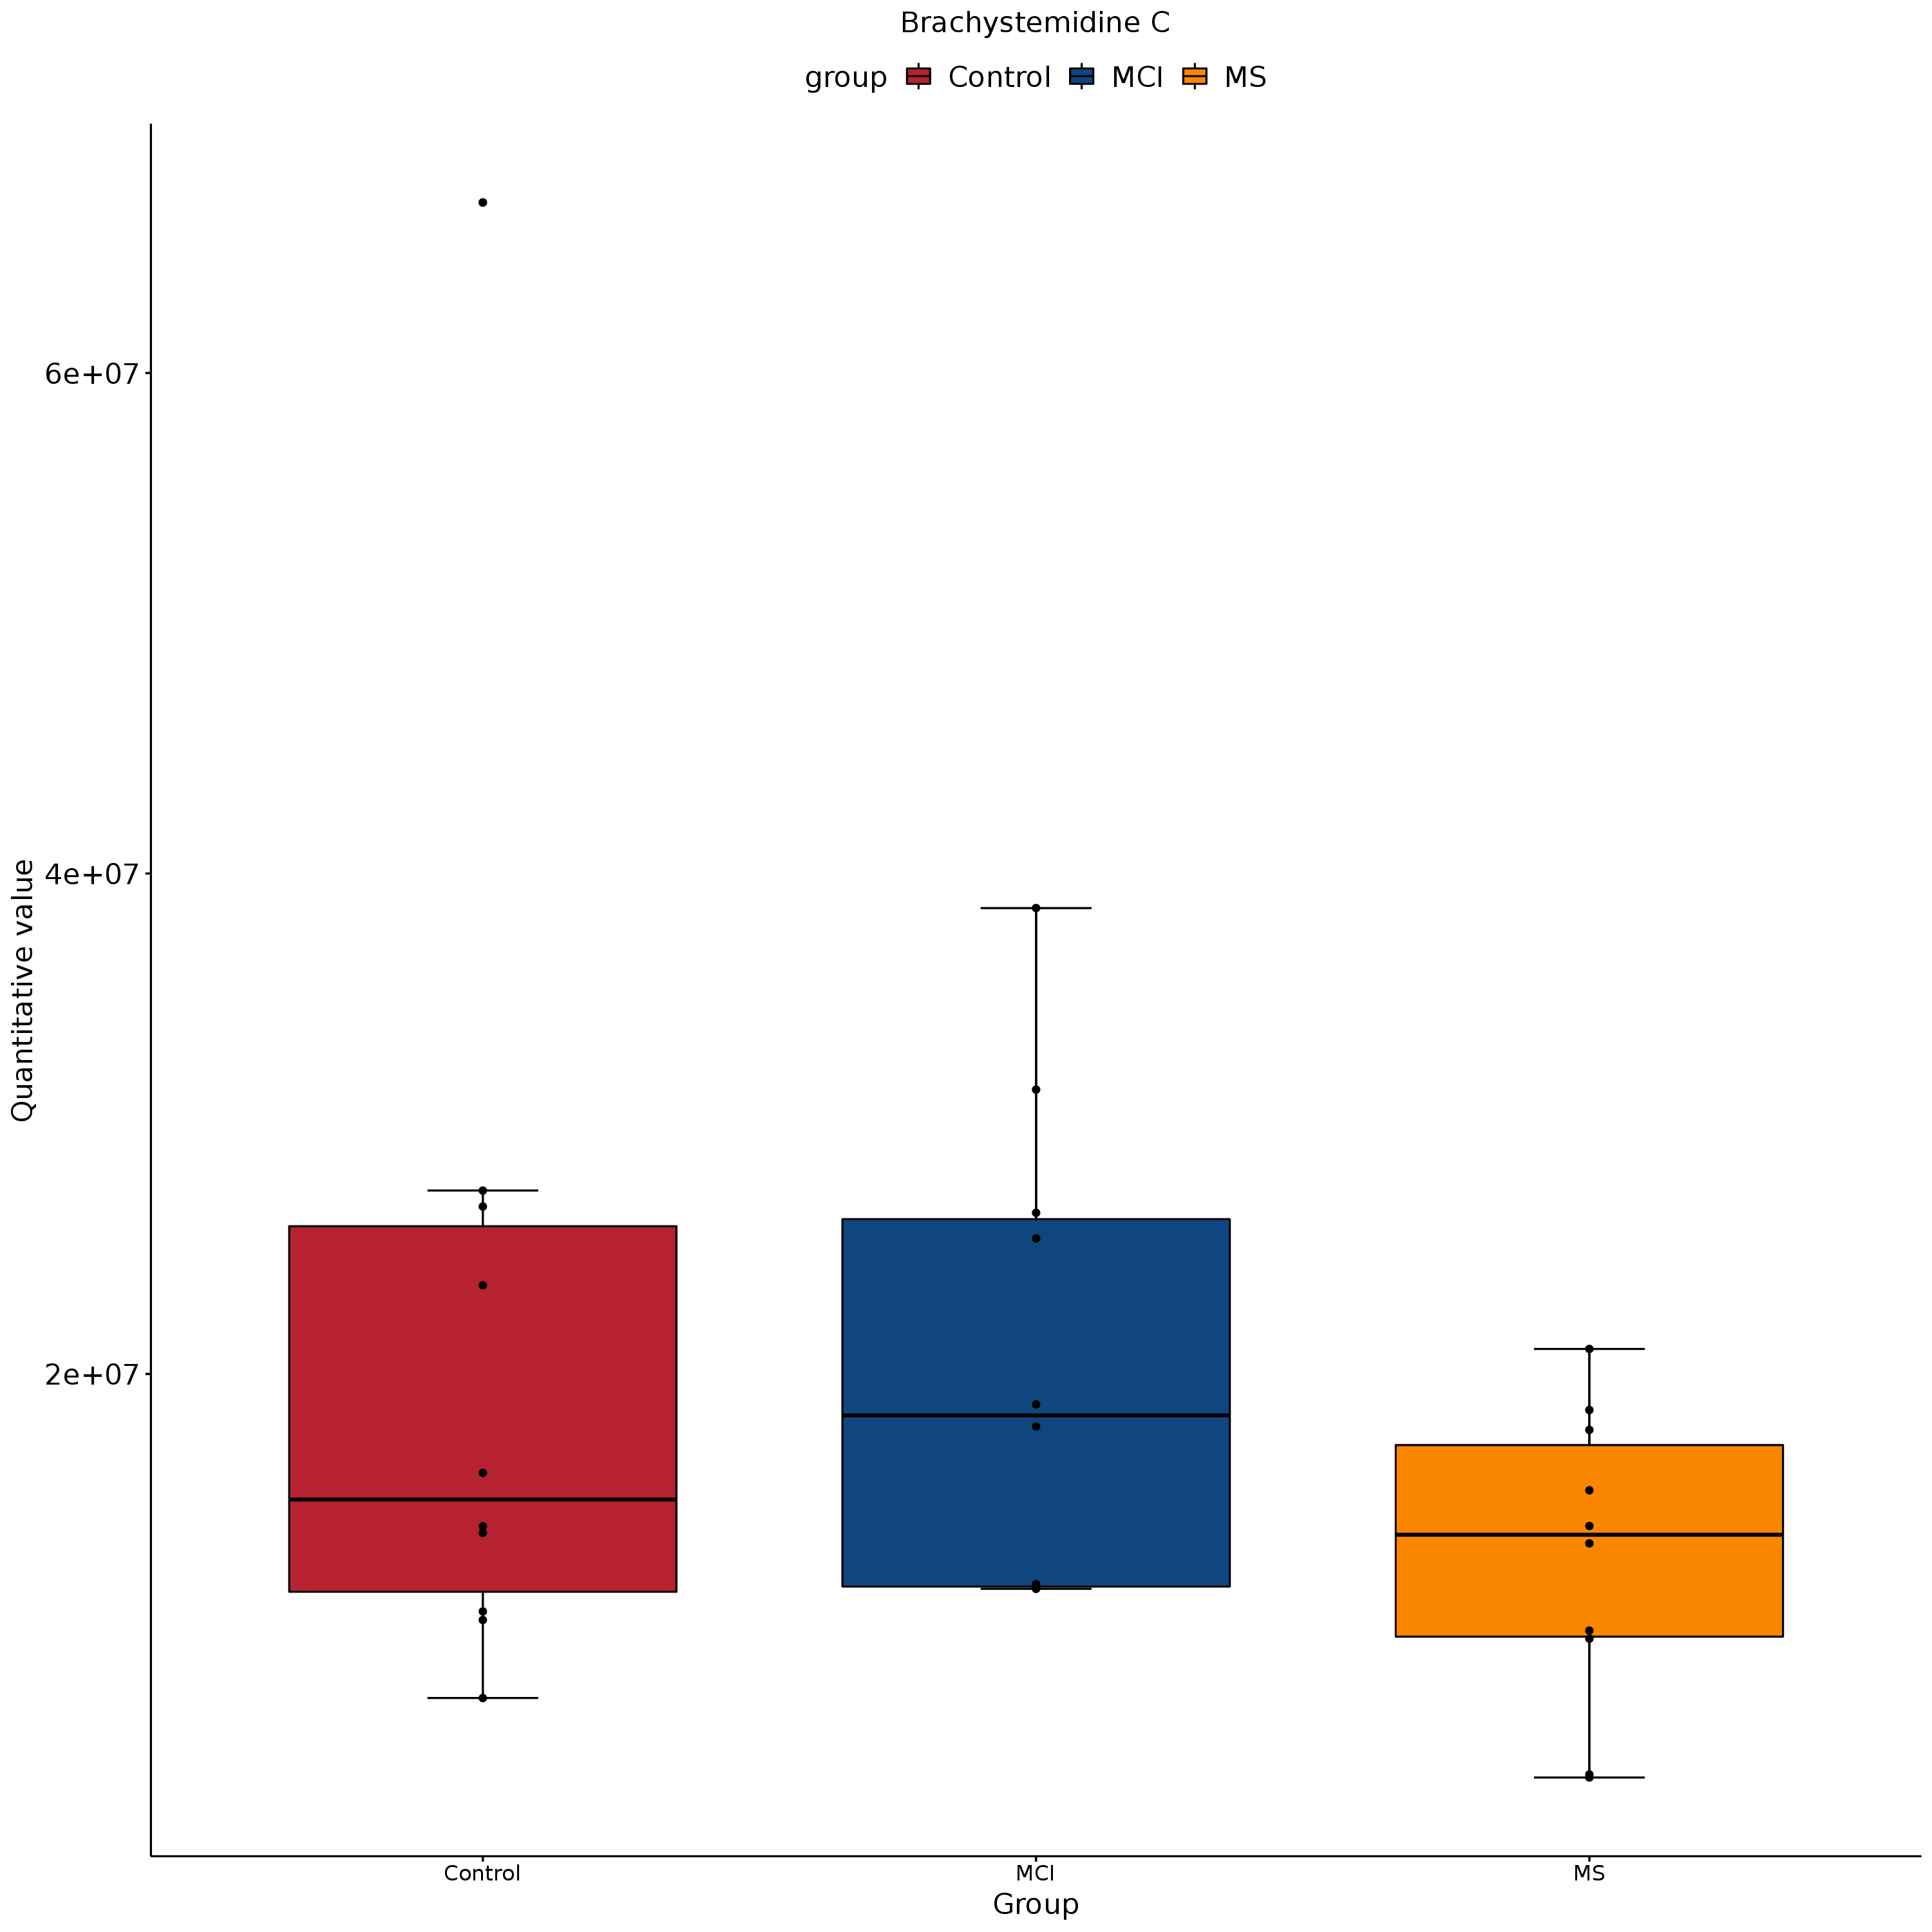 Brachystemidine C
group Control MCI MS
6e+07
4e+07
2e+07
Quantitative value
Control MCI MS
Group